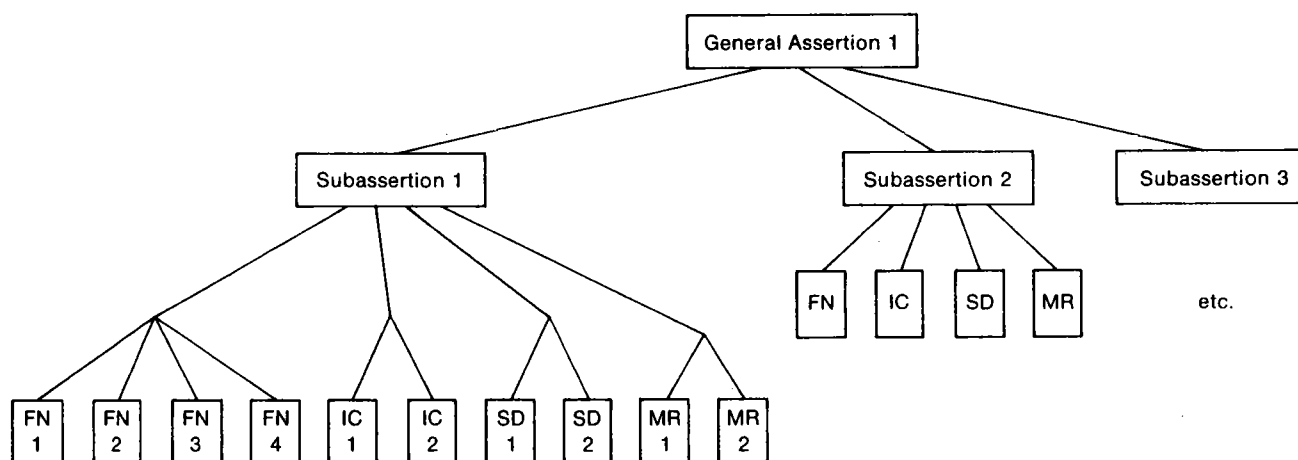 General Assertion 1
Subassertion 1
Subassertion 2
Subassertion 3
FN
IC
SD
MR
etc.
FN
1
FN
2
FN
3
FN
4
IC
1
IC
2
SD
1
SD
2
MR
1
MR
2